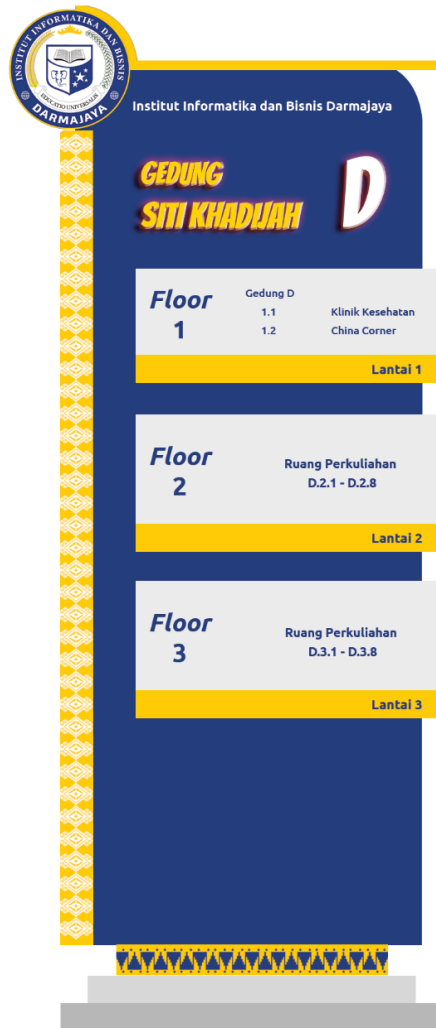 INSTITUT INFORMATIKA DAN BISNIS
DARMAJAYA
EDUCATIO UNIVERSALIS
Institut Informatika dan Bisnis Darmajaya
GEDUNG
SITI KHADIJAH
D
Floor
1
Gedung D
1.1 Klinik Kesehatan
1.2 China Corner
Lantai 1
Floor
2
Ruang Perkuliahan
D.2.1 - D.2.8
Lantai 2
Floor
3
Ruang Perkuliahan
D.3.1 - D.3.8
Lantai 3